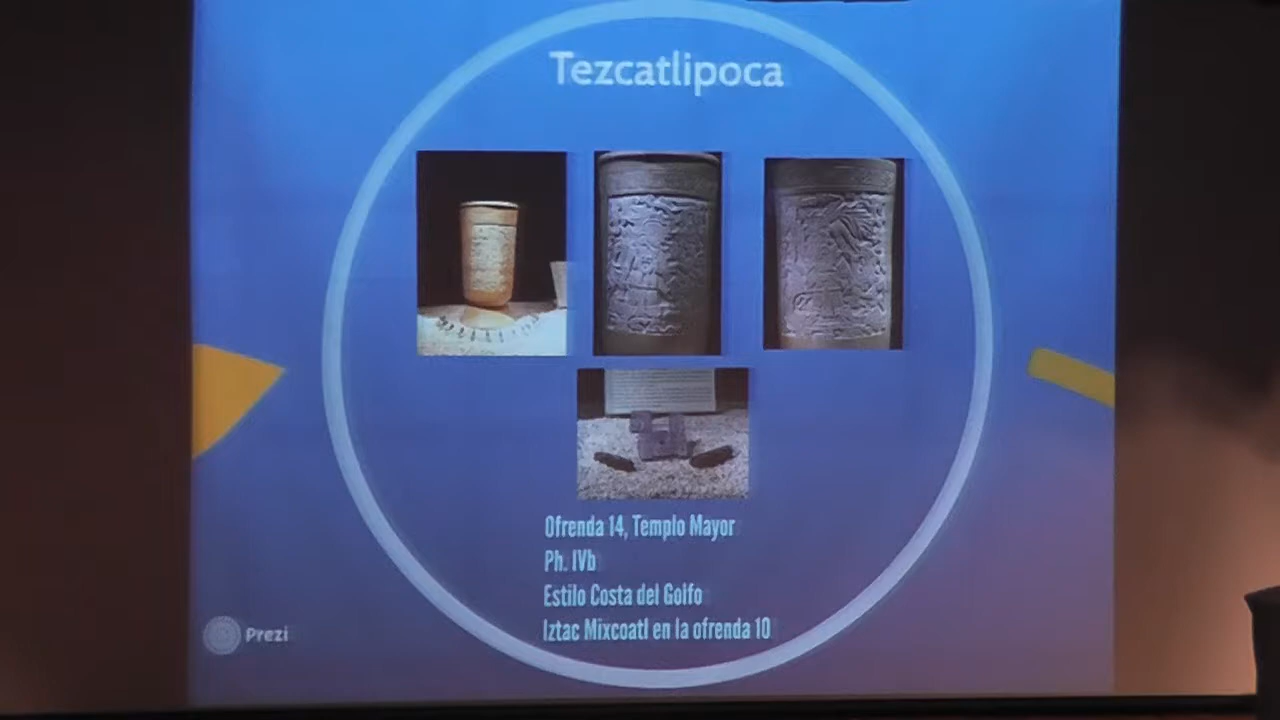 Tezcatlipoca
Ofrenda 14, Templo Mayor
Ph. IVb
Estilo Costa del Golfo
Iztac Mixcoatl en la ofrenda 10
Prezi